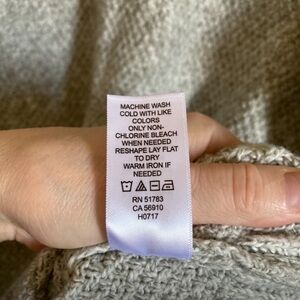 MACHINE WASH
COLD WITH LIKE
COLORS
ONLY NON-
CHLORINE BLEACH
WHEN NEEDED
RESHAPE LAY FLAT
TO DRY
WARM IRON IF
NEEDED
RN 51783
CA 56910
H0717